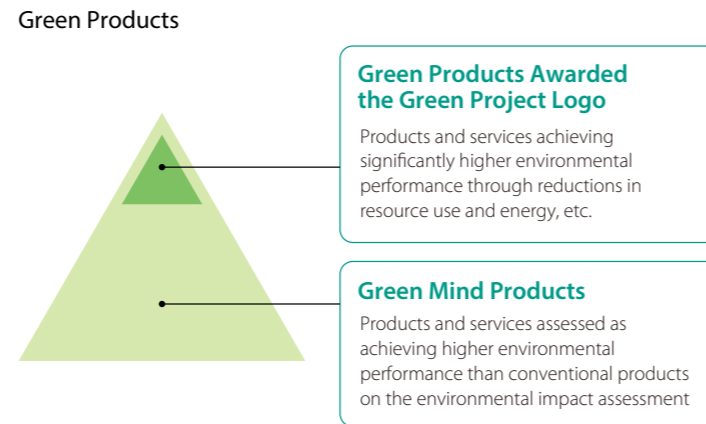 Green Products
Green Products Awarded
the Green Project Logo
Products and services achieving
significantly higher environmental
performance through reductions in
resource use and energy, etc.
Green Mind Products
Products and services assessed as
achieving higher environmental
performance than conventional products
on the environmental impact assessment